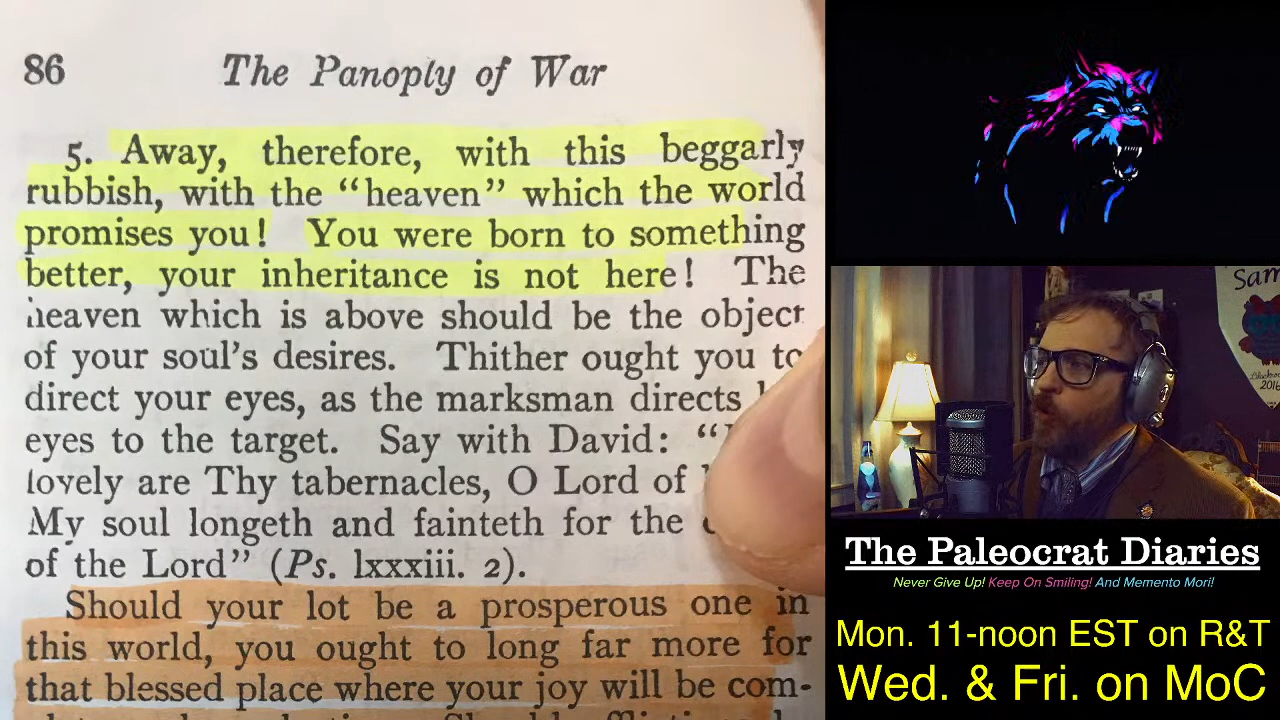 86 The Panoply of War
5. Away, therefore, with this beggarly
rubbish, with the “heaven” which the world
promises you! You were born to something
better, your inheritance is not here! The
heaven which is above should be the object
of your soul's desires. Thither ought you to
direct your eyes, as the marksman directs
eyes to the target. Say with David:
lovely are Thy tabernacles, O Lord of
My soul longeth and fainteth for the
of the Lord” (Ps. lxxxiii. 2).
Should your lot be a prosperous one in
this world, you ought to long far more for
that blessed place where your joy will be com-
Sam
2016
The Paleocrat Diaries
Never Give Up! Keep On Smiling! And Memento Mori!
Mon. 11-noon EST on R&T
Wed. & Fri. on MoC